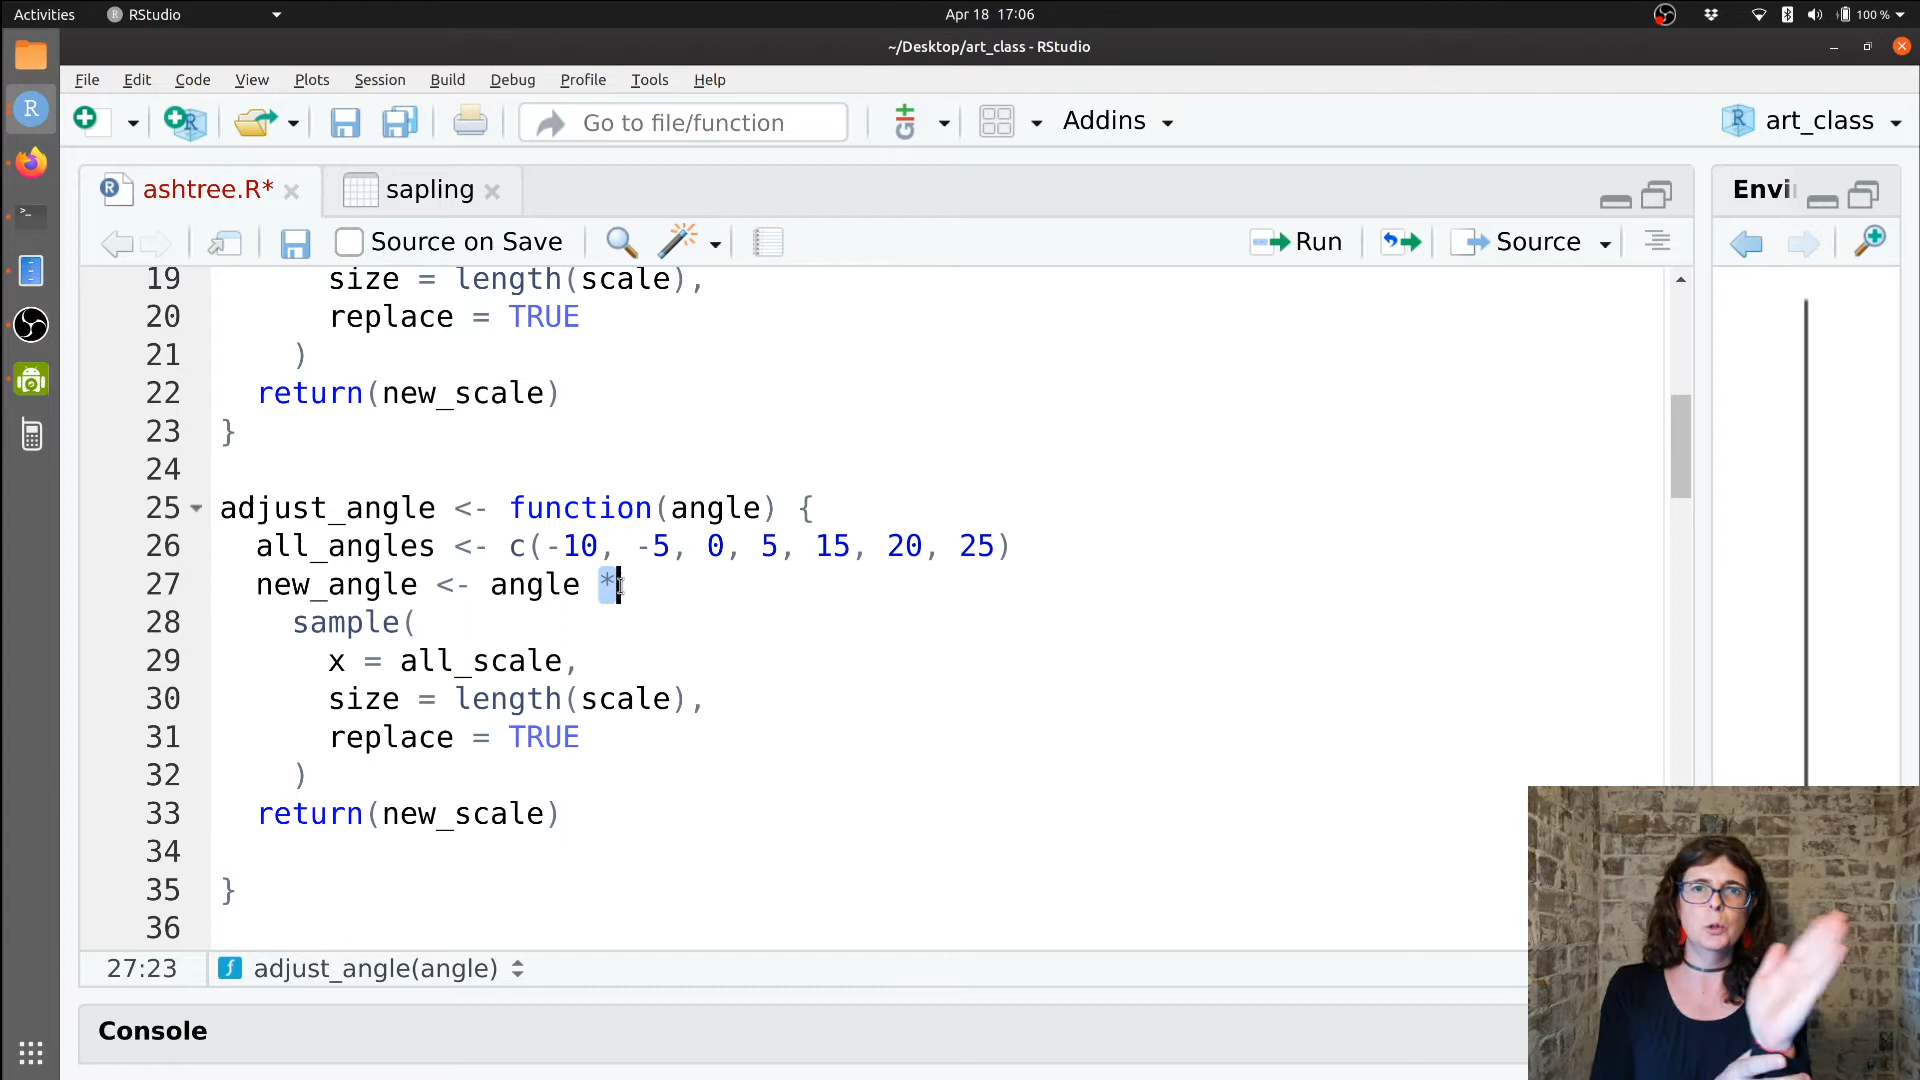 Activities RStudio Apr 18 17:06 100 %
~/Desktop/art_class - RStudio
File Edit Code View Plots Session Build Debug Profile Tools Help
Go to file/function Addins art_class
ashtree.R* sapling Envi
Source on Save Run Source
19 size = length(scale),
20 replace = TRUE
21 )
22 return(new_scale)
23 }
24
25 adjust_angle <- function(angle) {
26 all_angles <- c(-10, -5, 0, 5, 15, 20, 25)
27 new_angle <- angle *
28 sample(
29 x = all_scale,
30 size = length(scale),
31 replace = TRUE
32 )
33 return(new_scale)
34
35 }
36
27:23 adjust_angle(angle)
Console